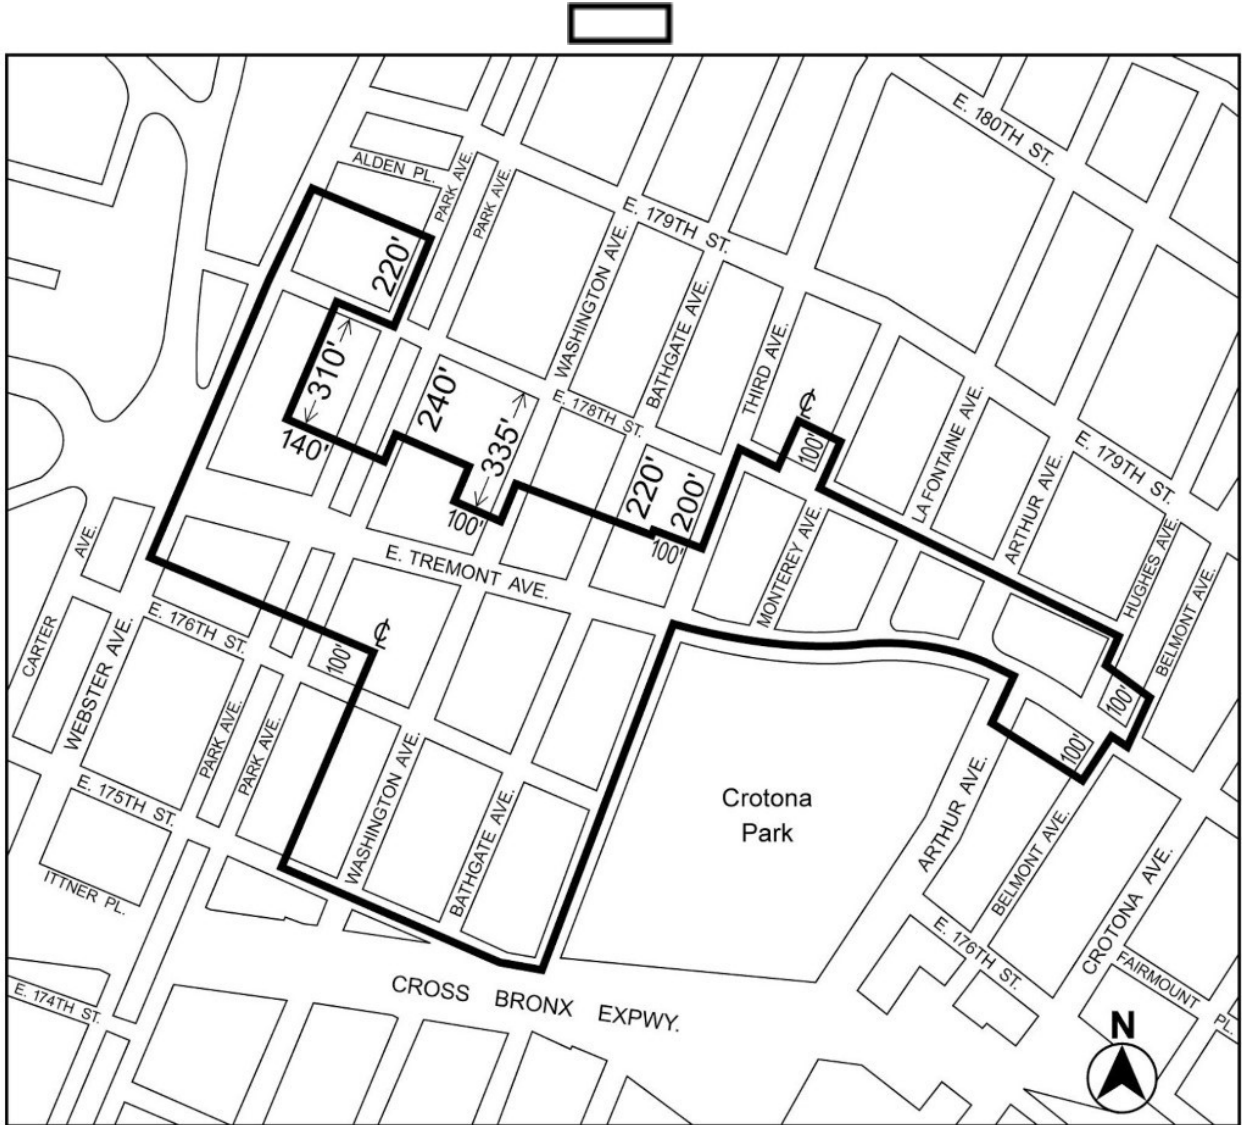 E. 180TH ST.
ALDEN PL.
PARK AVE.
PARK AVE.
E. 179TH ST.
WASHINGTON AVE.
BATHGATE AVE.
THIRD AVE.
220'
310'
240'
335'
E. 178TH ST.
℄
100'
140'
100'
220'
200'
100'
LA FONTAINE AVE.
ARTHUR AVE.
E. 179TH ST.
HUGHES AVE.
BELMONT AVE.
MONTEREY AVE.
E. TREMONT AVE.
CARTER AVE.
WEBSTER AVE.
E. 176TH ST.
℄
100'
PARK AVE.
PARK AVE.
100'
100'
E. 175TH ST.
WASHINGTON AVE.
BATHGATE AVE.
Crotona
Park
ARTHUR AVE.
BELMONT AVE.
CROTONA AVE.
ITTNER PL.
E. 176TH ST.
FAIRMOUNT PL.
E. 174TH ST.
CROSS BRONX EXPWY.
N